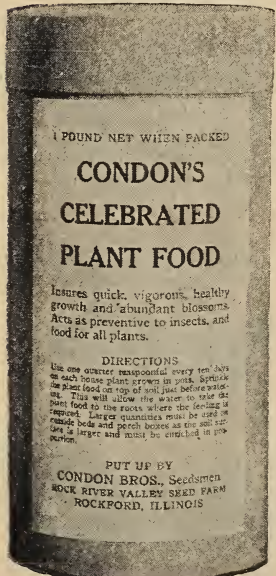 1 POUND NET WHEN PACKED
CONDON'S
CELEBRATED
PLANT FOOD
Insures quick, vigorous, healthy
growth and abundant blossoms.
Acts as preventive to insects, and
food for all plants.
DIRECTIONS
Use one quarter teaspoonful every ten days
on each house plant grown in pots. Sprinkle
the plant food on top of soil just before water-
ing. This will allow the water to take the
plant food to the roots where the feeding is
required. Larger quantities must be used on
outside beds and porch boxes as the soil sur-
face is larger and must be enriched in pro-
portion.
PUT UP BY
CONDON BROS., Seedsmen
ROCK RIVER VALLEY SEED FARM
ROCKFORD, ILLINOIS